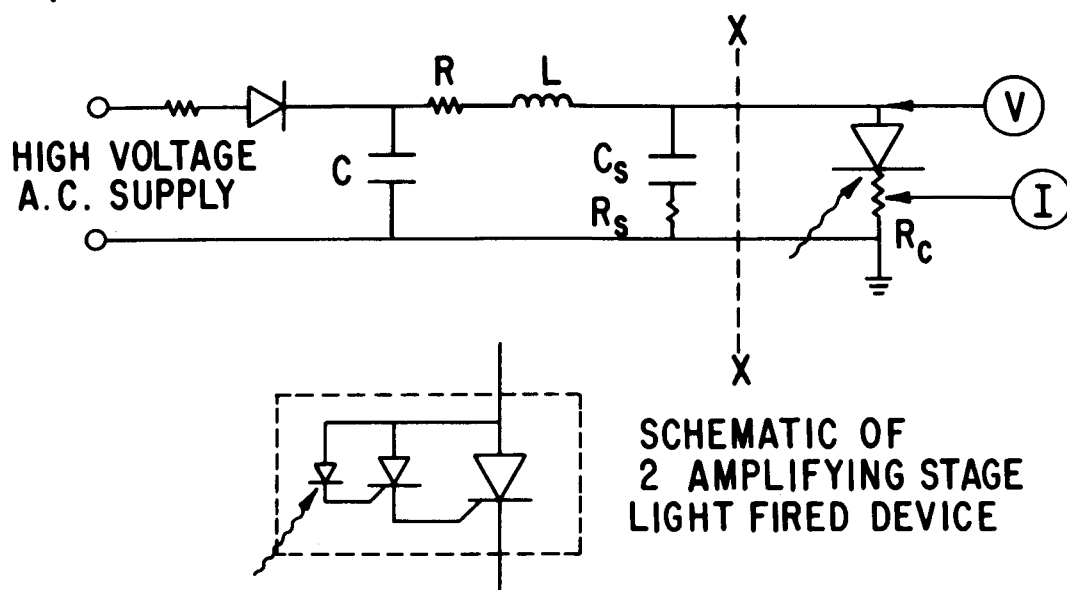 X
R
L
V
HIGH VOLTAGE
A.C. SUPPLY
C
Cs
Rs
I
Rc
X
SCHEMATIC OF
2 AMPLIFYING STAGE
LIGHT FIRED DEVICE